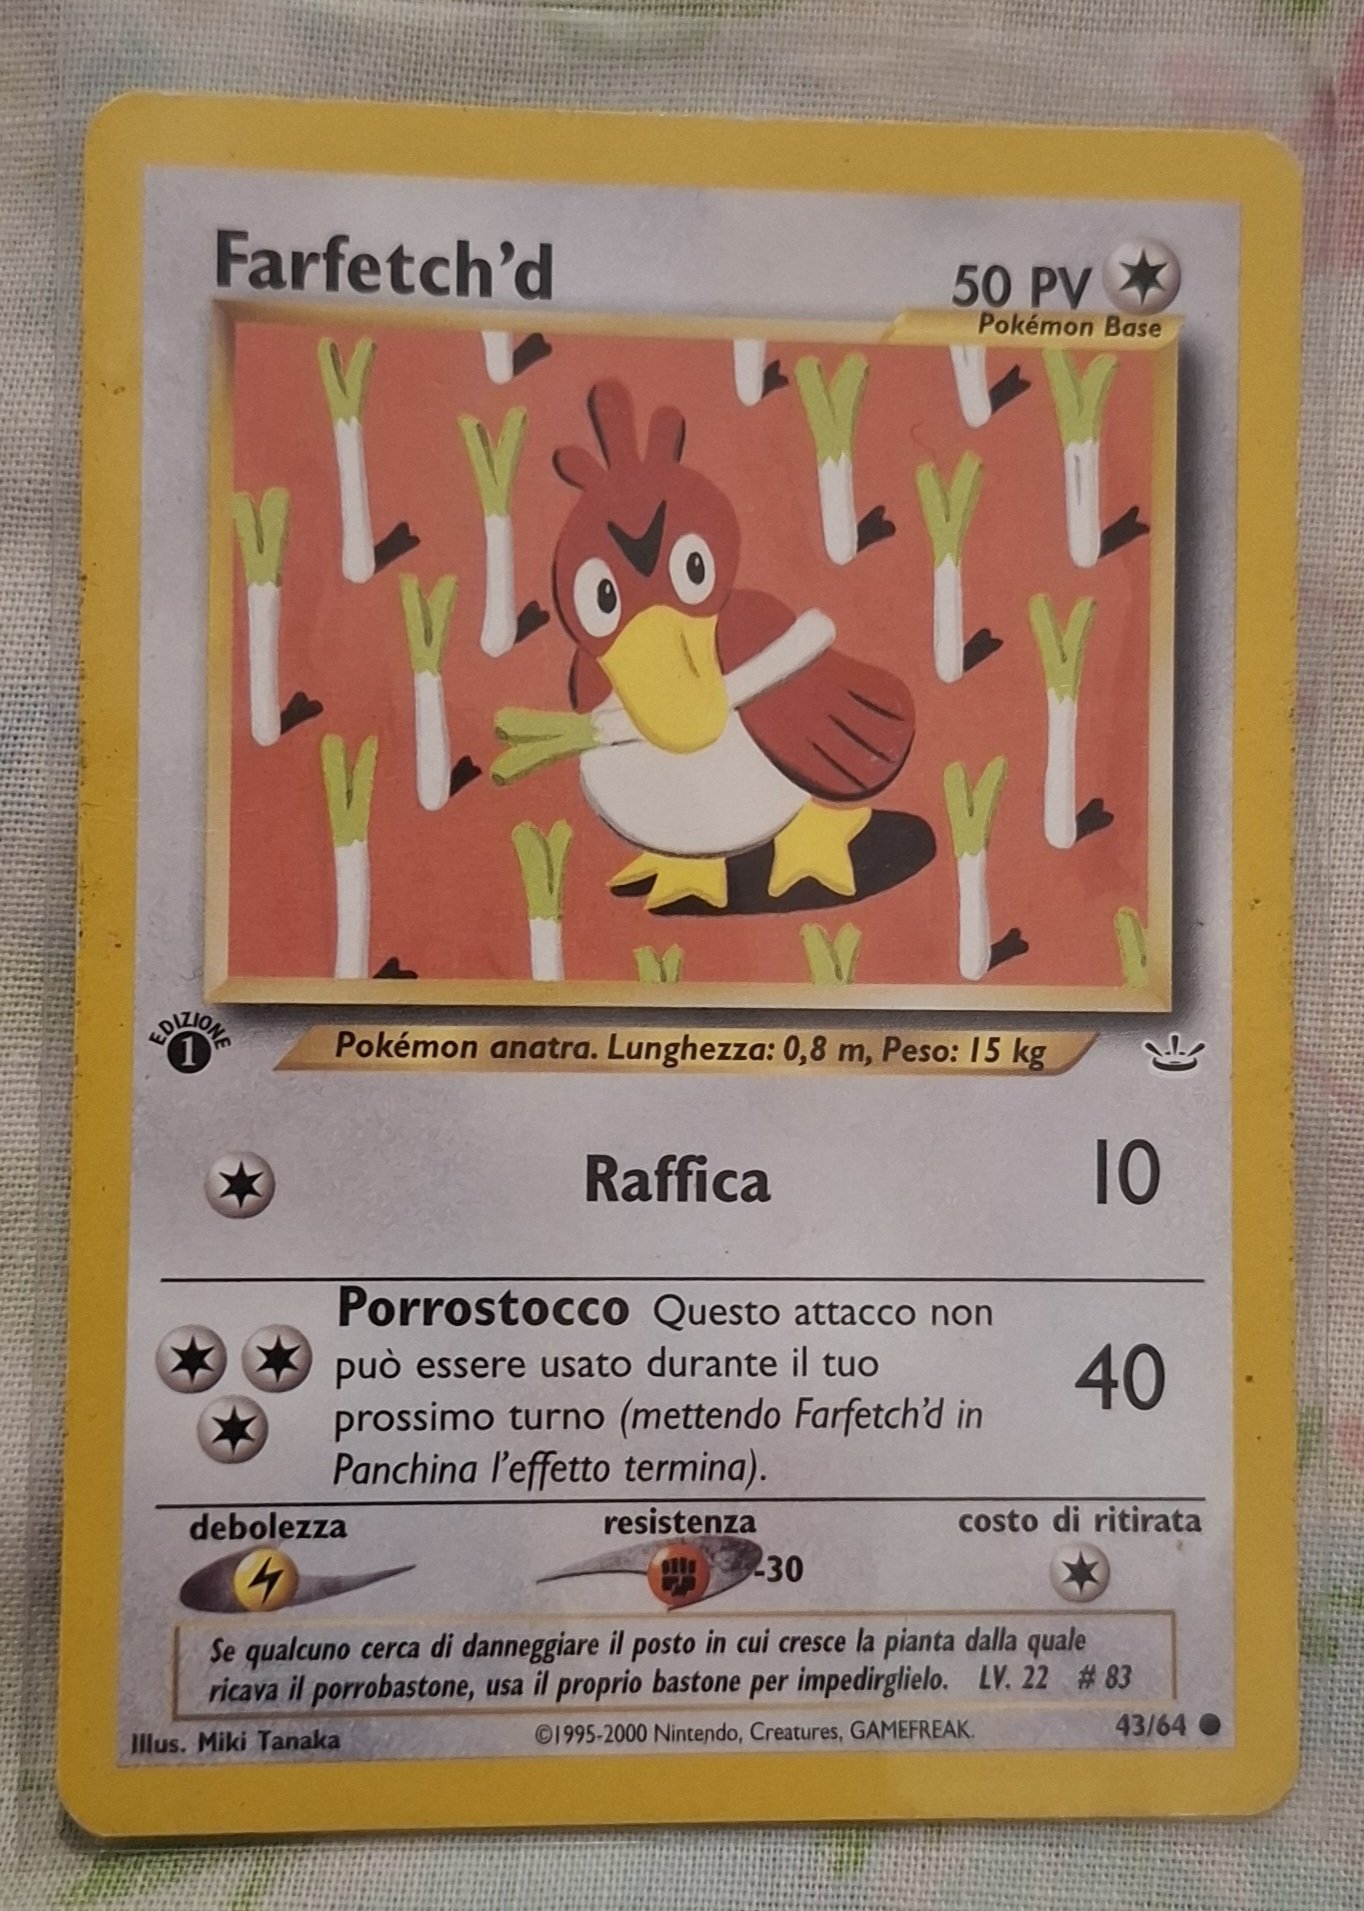 Farfetch'd
50 PV
Pokémon Base
EDIZIONE
1
Pokémon anatra. Lunghezza: 0,8 m, Peso: 15 kg
Raffica 10
Porrostocco Questo attacco non
può essere usato durante il tuo
prossimo turno (mettendo Farfetch'd in
Panchina l'effetto termina).
40
debolezza resistenza costo di ritirata
-30
Se qualcuno cerca di danneggiare il posto in cui cresce la pianta dalla quale
ricava il porrobastone, usa il proprio bastone per impedirglielo. LV. 22 # 83
Illus. Miki Tanaka ©1995-2000 Nintendo, Creatures, GAMEFREAK. 43/64